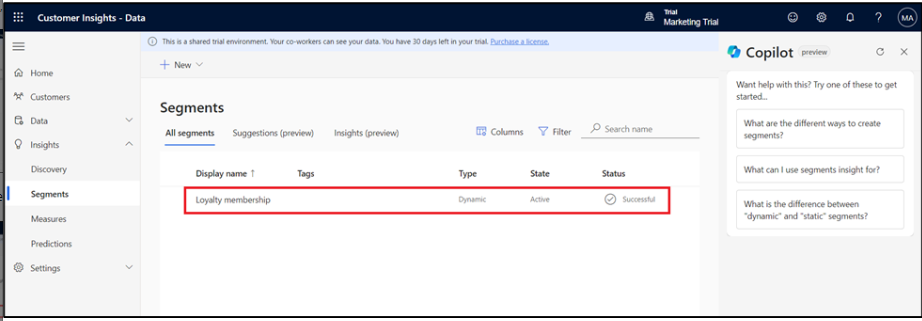 Customer Insights - Data
Trial
Marketing Trial
MA
This is a shared trial environment. Your co-workers can see your data. You have 30 days left in your trial. Purchase a license.
Home
Customers
Data
Insights
Discovery
Segments
Measures
Predictions
Settings
New
Segments
All segments
Suggestions (preview)
Insights (preview)
Columns
Filter
Search name
Display name ↑
Tags
Type
State
Status
Loyalty membership
Dynamic
Active
Successful
Copilot preview
Want help with this? Try one of these to get
started...
What are the different ways to create
segments?
What can I use segments insight for?
What is the difference between
"dynamic" and "static" segments?